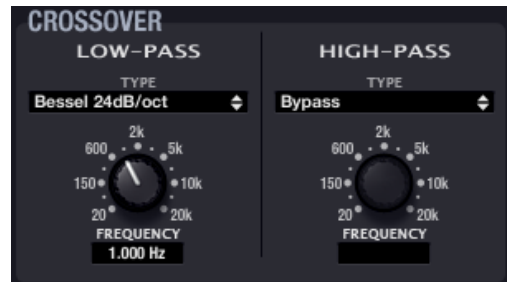 CROSSOVER
LOW-PASS
HIGH-PASS
TYPE
TYPE
Bessel 24dB/oct
Bypass
2k
2k
600
5k
600
5k
150
10k
150
10k
20
20k
20
20k
FREQUENCY
FREQUENCY
1.000 Hz